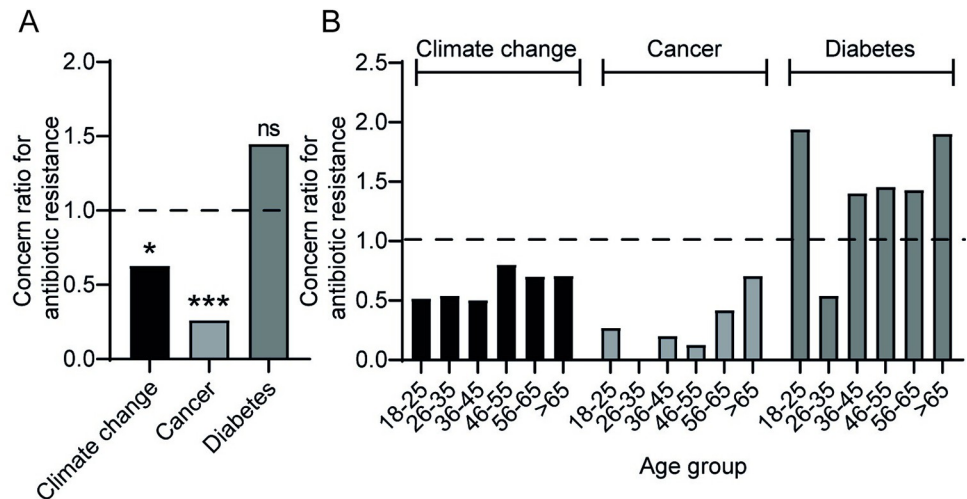 A
Concern ratio for
antibiotic resistance
2.0
1.5
1.0
0.5
0.0
*
***
ns
Climate change
Cancer
Diabetes
B
Concern ratio for
antibiotic resistance
Climate change Cancer Diabetes
2.5
2.0
1.5
1.0
0.5
0.0
18-25 26-35 36-45 46-55 56-65 >65 18-25 26-35 36-45 46-55 56-65 >65 18-25 26-35 36-45 46-55 56-65 >65
Age group